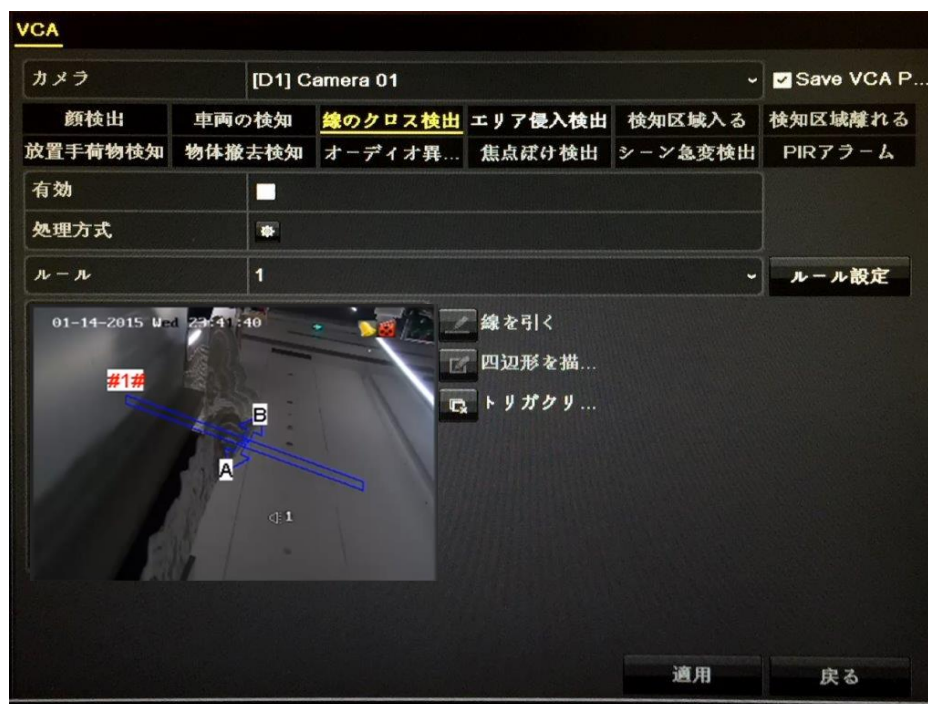 VCA
カメラ [D1] Camera 01 Save VCA P...
顔検出 車両の検知 線のクロス検出 エリア侵入検出 検知区域入る 検知区域離れる
放置手荷物検知 物体撤去検知 オーディオ異... 焦点ぼけ検出 シーン急変検出 PIRアラーム
有効
処理方式
ルール 1 ルール設定
01-14-2015 Wed 23:41:40
線を引く
四辺形を描...
#1#
トリガクリ...
B
A
1
適用 戻る